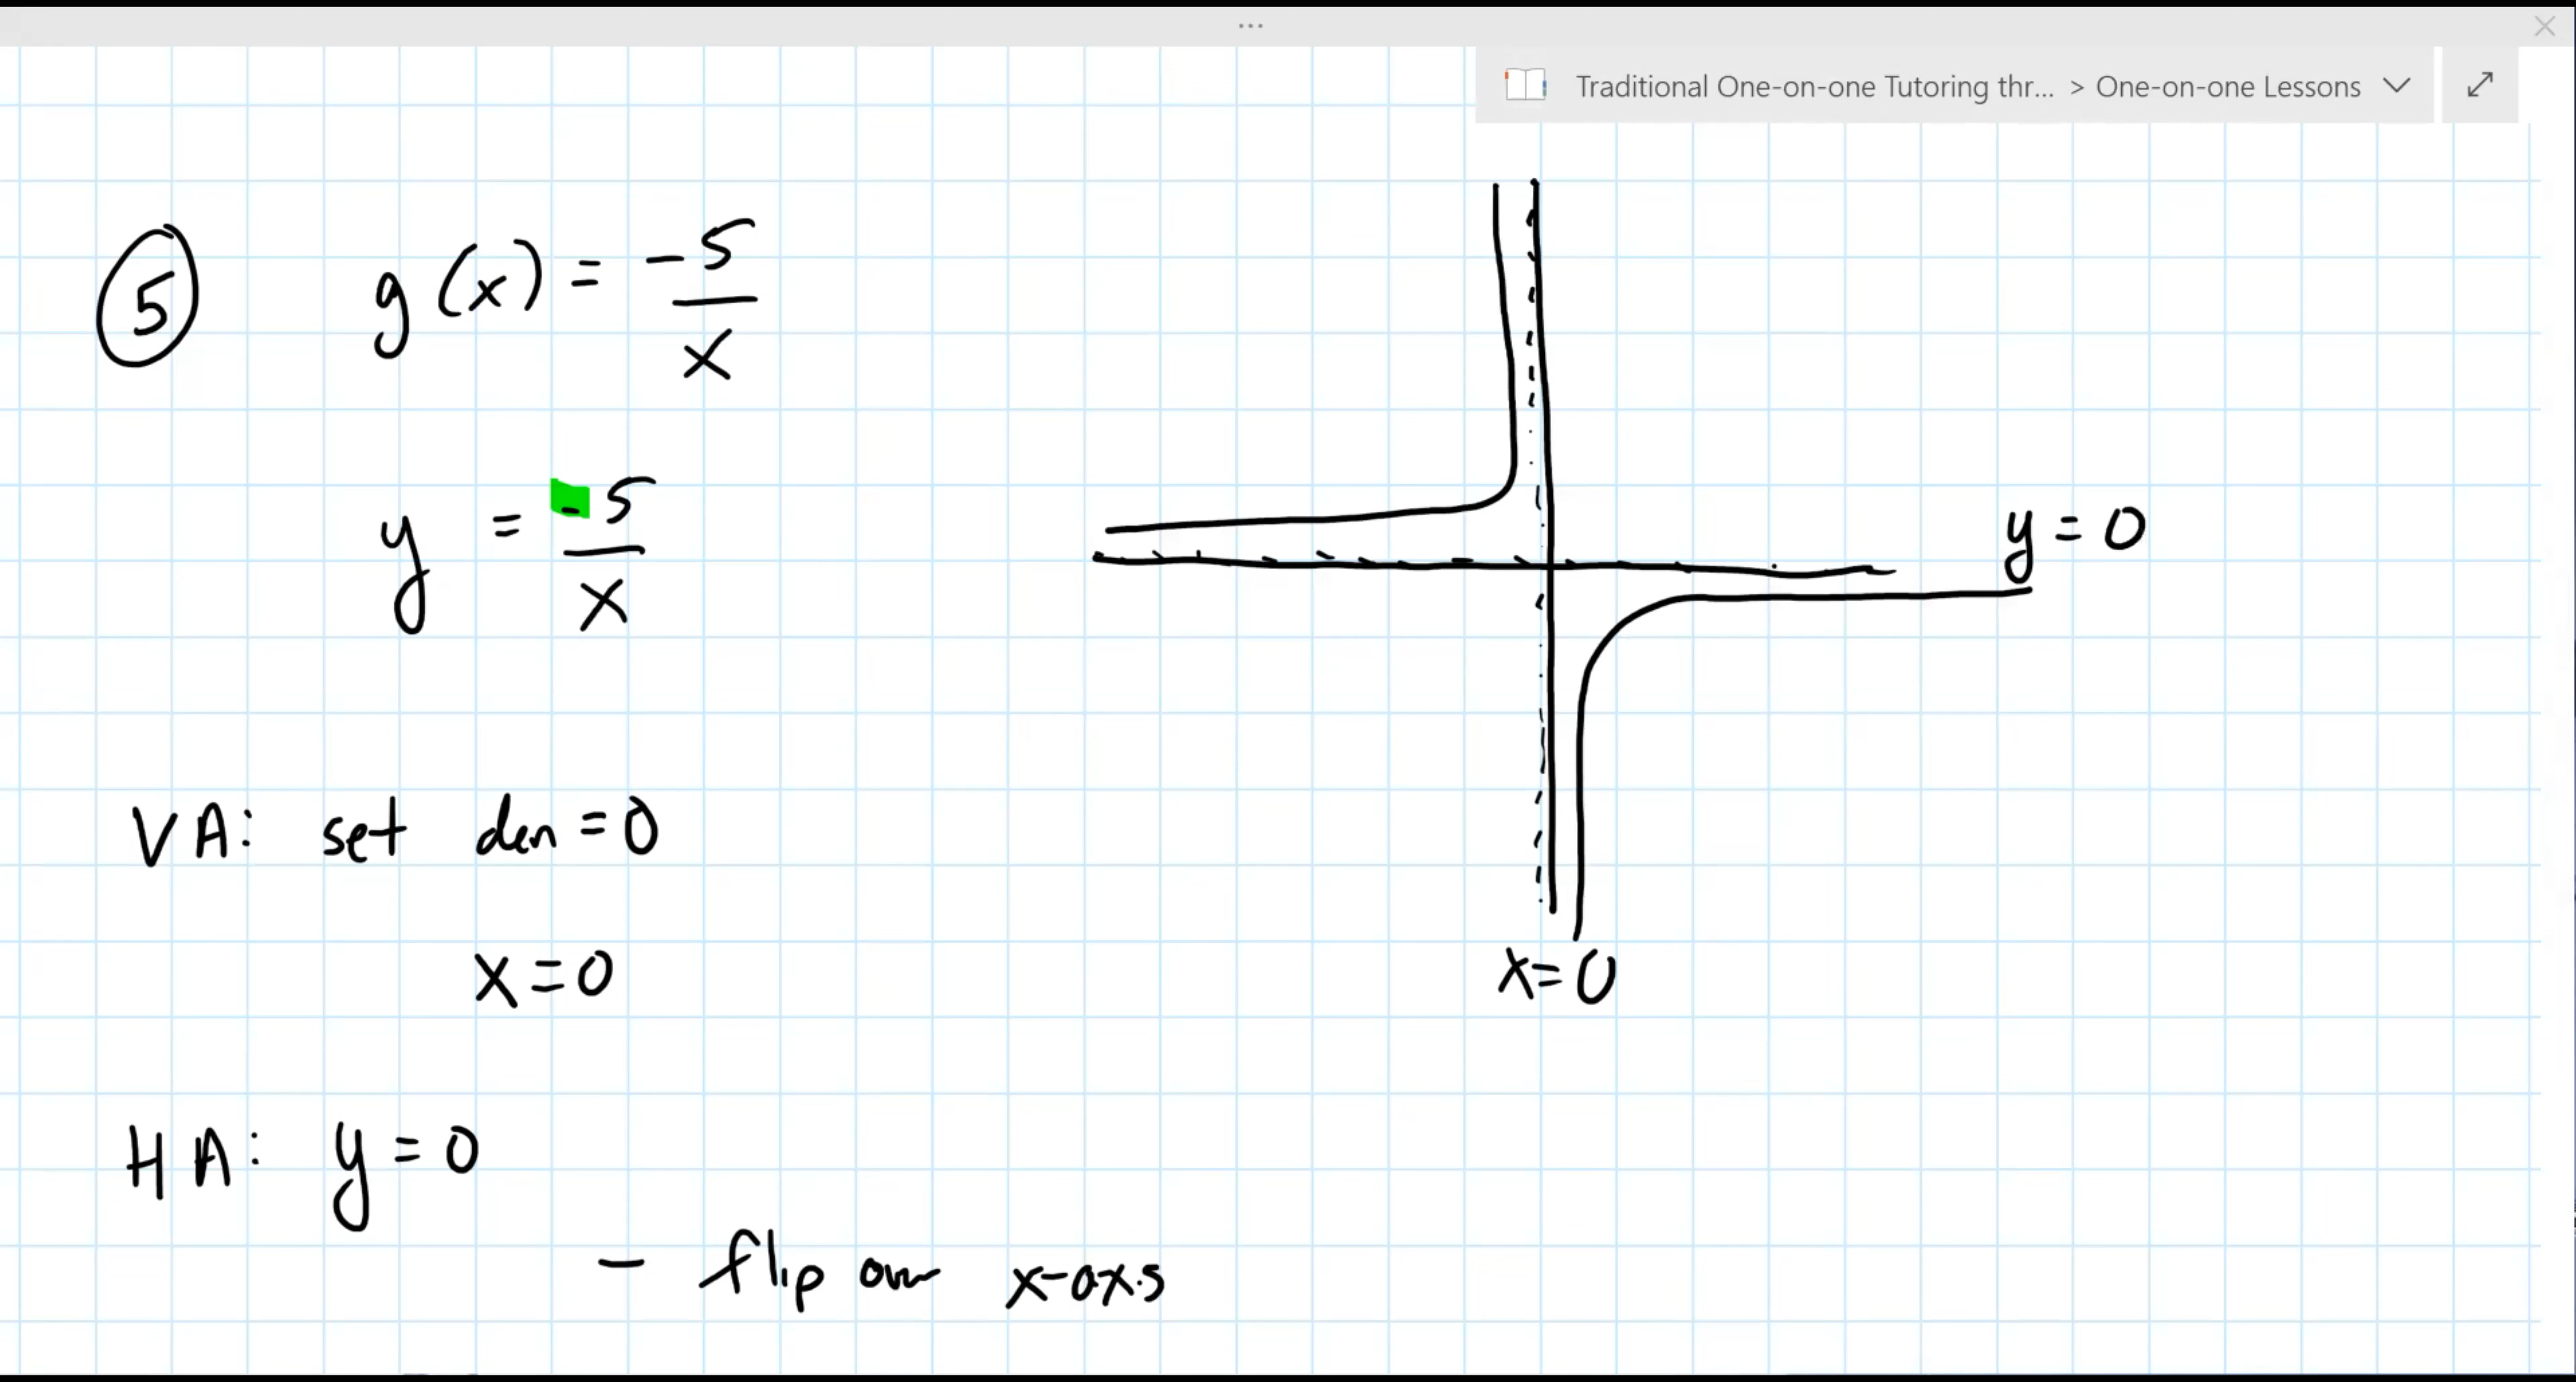 ...
Traditional One-on-one Tutoring thr... > One-on-one Lessons
5 g(x) = -5/x
y = -5/x
y = 0
VA: set den = 0
x = 0
x = 0
HA: y = 0
- flip over x-axis